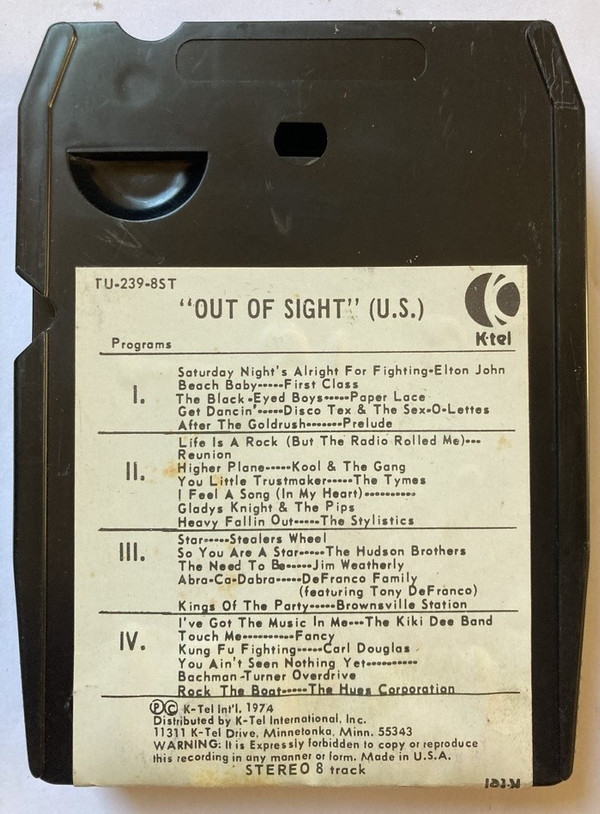 TU-239-8ST
"OUT OF SIGHT" (U.S.)
K-tel
Programs
I.
Saturday Night's Alright For Fighting-Elton John
Beach Baby-----First Class
The Black-Eyed Boys-----Paper Lace
Get Dancin'-----Disco Tex & The Sex-O-Lettes
After The Goldrush-------Prelude
II.
Life Is A Rock (But The Radio Rolled Me)---
Reunion
Higher Plane-----Kool & The Gang
You Little Trustmaker-----The Tymes
I Feel A Song (In My Heart)----------
Gladys Knight & The Pips
Heavy Fallin Out-----The Stylistics
III.
Star-----Stealers Wheel
So You Are A Star-----The Hudson Brothers
The Need To Be-----Jim Weatherly
Abra-Ca-Dabra-----DeFranco Family
(featuring Tony DeFranco)
Kings Of The Party-----Brownsville Station
IV.
I've Got The Music In Me---The Kiki Dee Band
Touch Me----------Fancy
Kung Fu Fighting-----Carl Douglas
You Ain't Seen Nothing Yet----------
Bachman-Turner Overdrive
Rock The Boat-----The Hues Corporation
ⓅⒸ K-Tel Int'l. 1974
Distributed by K-Tel International, Inc.
11311 K-Tel Drive, Minnetonka, Minn. 55343
WARNING: It is Expressly forbidden to copy or reproduce
this recording in any manner or form. Made in U.S.A.
STEREO 8 track
K-tel